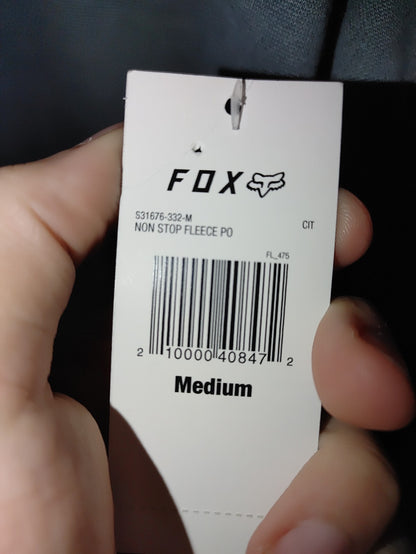 FOX
S31676-332-M
NON STOP FLEECE PO
CIT
FL_475
2 10000 40847 2
Medium